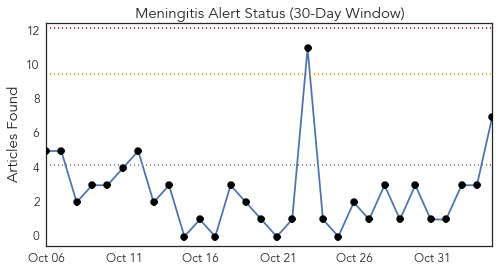 Meningitis Alert Status (30-Day Window)
Articles Found
12
10
8
6
4
2
0
Oct 06
Oct 11
Oct 16
Oct 21
Oct 26
Oct 31